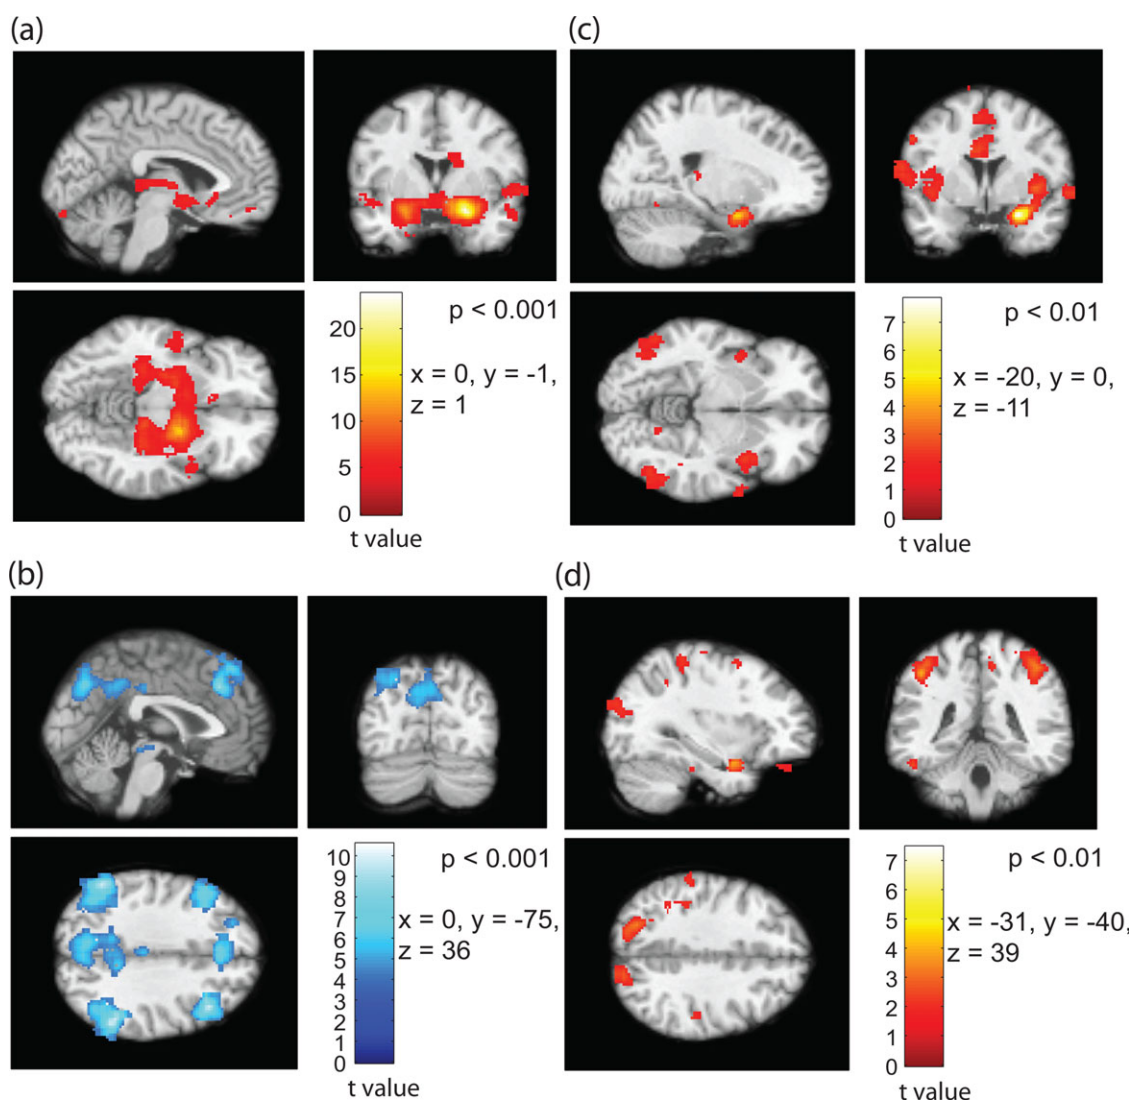 (a)
20
15
10
5
0
t value
p < 0.001
x = 0, y = -1,
z = 1
(c)
7
6
5
4
3
2
1
0
t value
p < 0.01
x = -20, y = 0,
z = -11
(b)
10
9
8
7
6
5
4
3
2
1
0
t value
p < 0.001
x = 0, y = -75,
z = 36
(d)
7
6
5
4
3
2
1
0
t value
p < 0.01
x = -31, y = -40,
z = 39